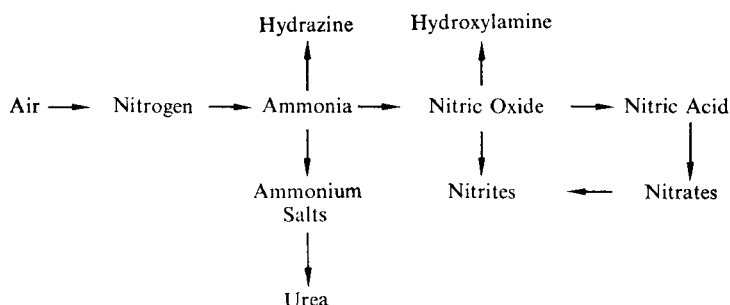 Hydrazine Hydroxylamine
Air Nitrogen Ammonia Nitric Oxide Nitric Acid
Ammonium Salts Nitrites Nitrates
Urea